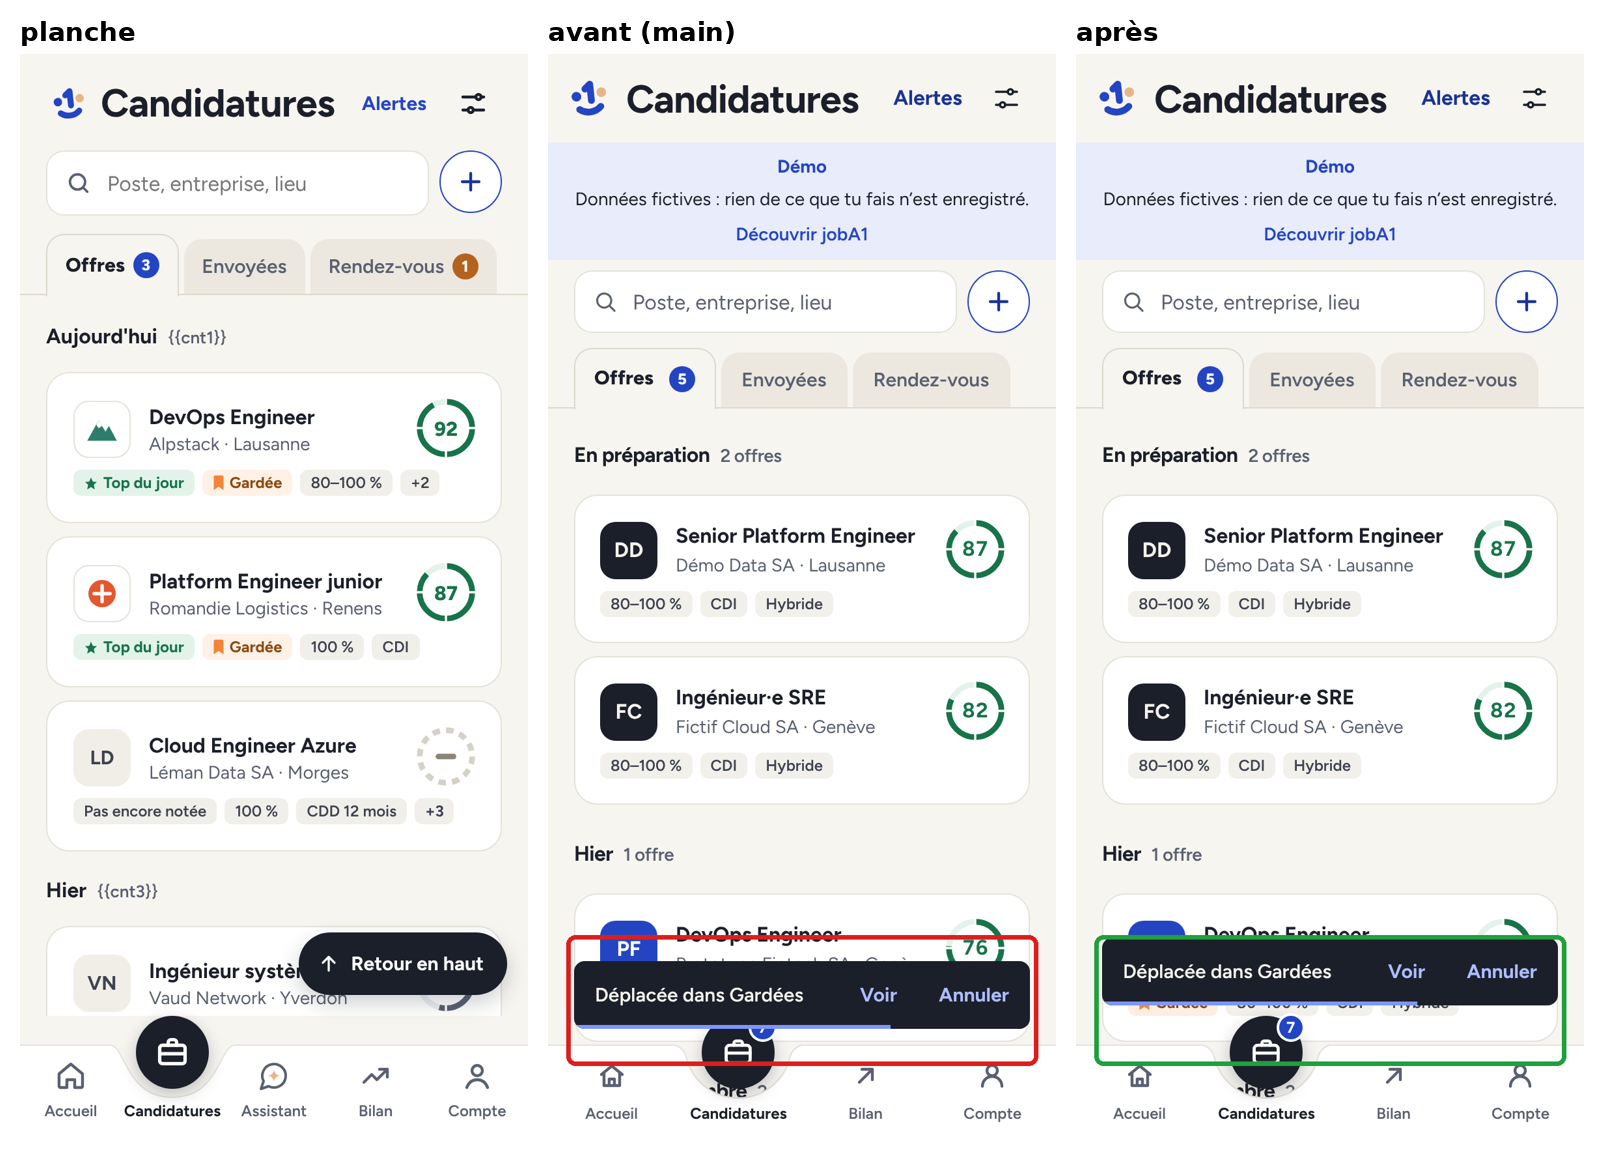 planche
Candidatures Alertes
Poste, entreprise, lieu
Offres 3 Envoyées Rendez-vous 1
Aujourd'hui {{cnt1}}
DevOps Engineer
Alpstack · Lausanne
92
Top du jour Gardée 80–100 % +2
Platform Engineer junior
Romandie Logistics · Renens
87
Top du jour Gardée 100 % CDI
LD
Cloud Engineer Azure
Léman Data SA · Morges
Pas encore notée 100 % CDD 12 mois +3
Hier {{cnt3}}
VN
Ingénieur systèm
Vaud Network · Yverdon
Retour en haut
Accueil Candidatures Assistant Bilan Compte
avant (main)
Candidatures Alertes
Démo
Données fictives : rien de ce que tu fais n’est enregistré.
Découvrir jobA1
Poste, entreprise, lieu
Offres 5 Envoyées Rendez-vous
En préparation 2 offres
DD
Senior Platform Engineer
Démo Data SA · Lausanne
87
80–100 % CDI Hybride
FC
Ingénieur·e SRE
Fictif Cloud SA · Genève
82
80–100 % CDI Hybride
Hier 1 offre
PF
DevOps Engineer
76
Déplacée dans Gardées Voir Annuler
7
Accueil Candidatures Bilan Compte
après
Candidatures Alertes
Démo
Données fictives : rien de ce que tu fais n’est enregistré.
Découvrir jobA1
Poste, entreprise, lieu
Offres 5 Envoyées Rendez-vous
En préparation 2 offres
DD
Senior Platform Engineer
Démo Data SA · Lausanne
87
80–100 % CDI Hybride
FC
Ingénieur·e SRE
Fictif Cloud SA · Genève
82
80–100 % CDI Hybride
Hier 1 offre
DevOps Engineer
Déplacée dans Gardées Voir Annuler
Gardée 80–100 % CDI Hybride
7
Accueil Candidatures Bilan Compte